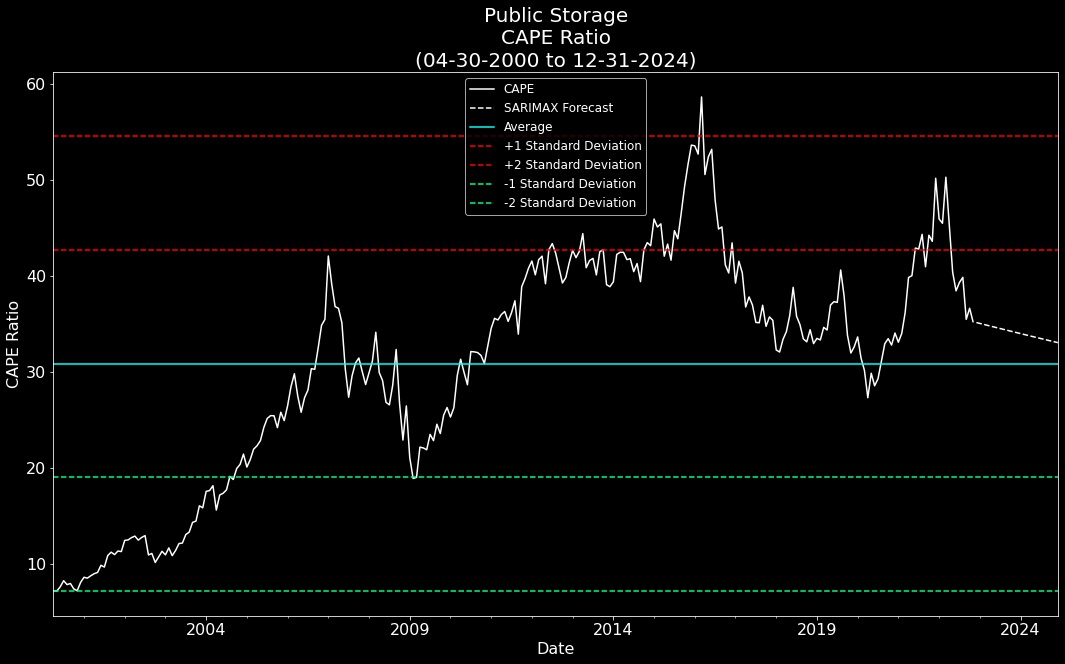 Public Storage
CAPE Ratio
(04-30-2000 to 12-31-2024)
CAPE
SARIMAX Forecast
Average
+1 Standard Deviation
+2 Standard Deviation
-1 Standard Deviation
-2 Standard Deviation
60
50
40
30
20
10
CAPE Ratio
2004
2009
2014
2019
2024
Date